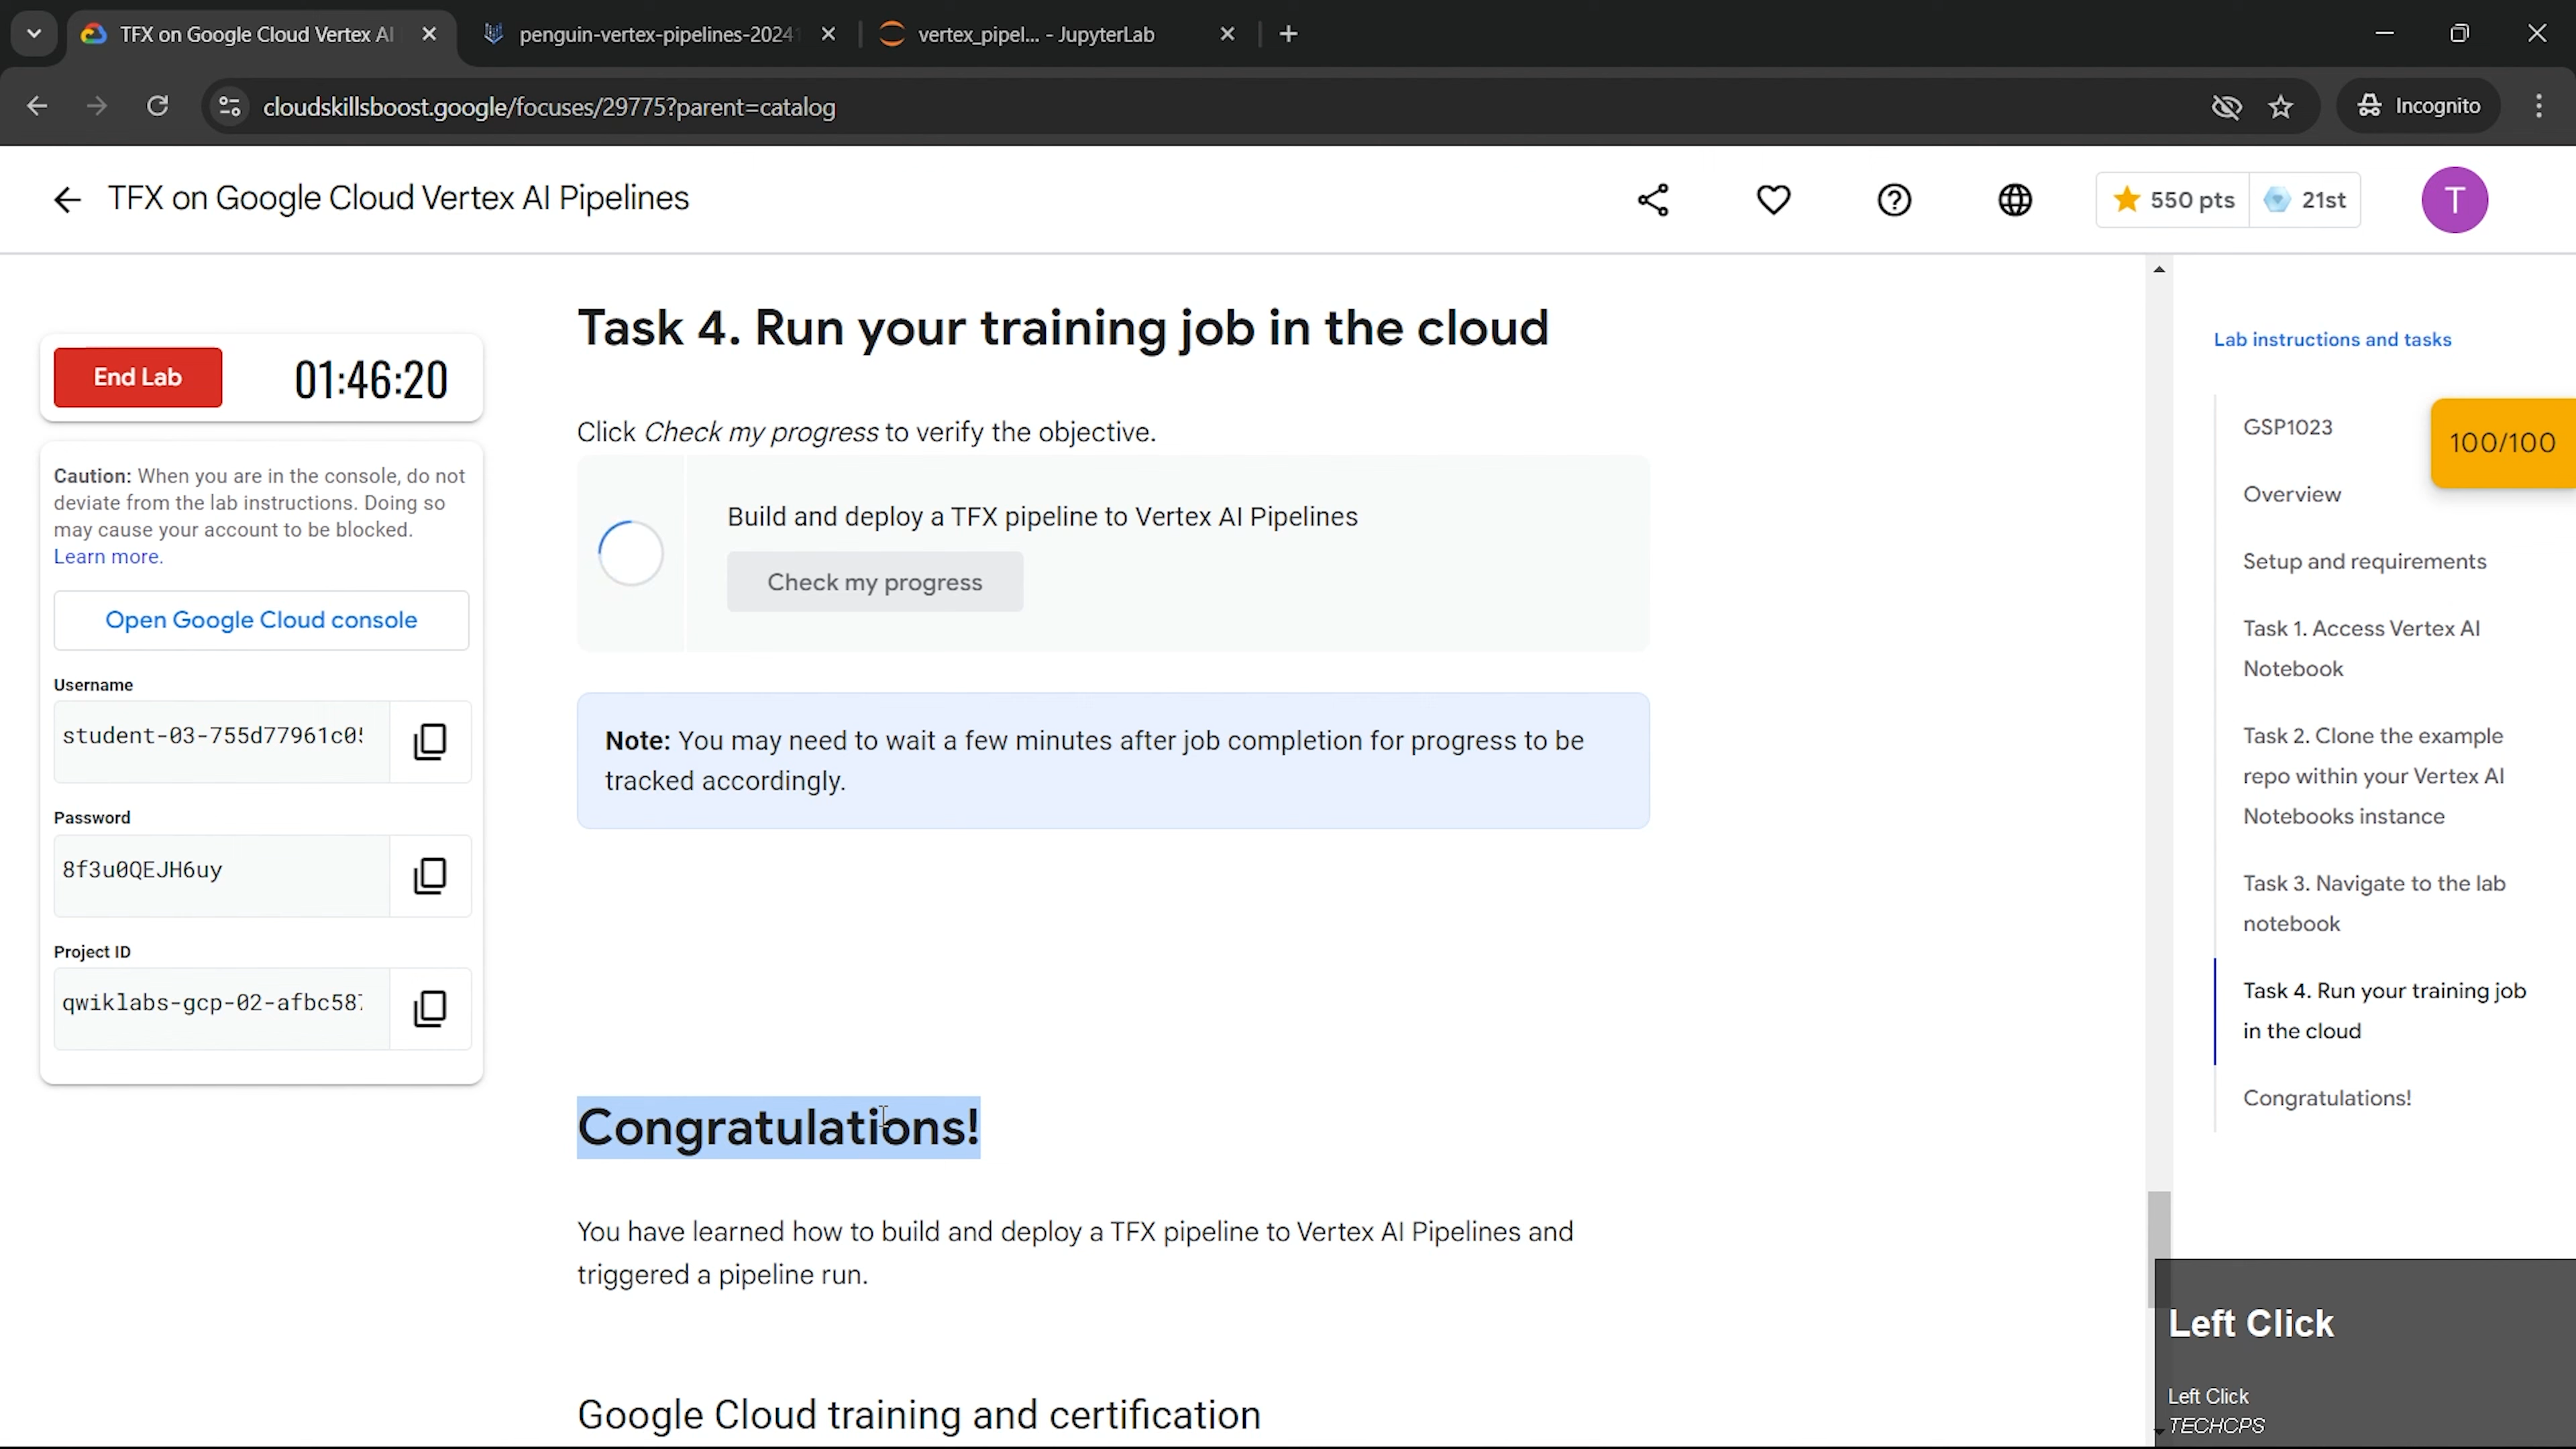 TFX on Google Cloud Vertex AI
penguin-vertex-pipelines-20241
vertex_pipel... - JupyterLab
cloudskillsboost.google/focuses/29775?parent=catalog
Incognito
TFX on Google Cloud Vertex AI Pipelines
550 pts
21st
T
End Lab
01:46:20
Caution: When you are in the console, do not
deviate from the lab instructions. Doing so
may cause your account to be blocked.
Learn more.
Open Google Cloud console
Username
student-03-755d77961c05
Password
8f3u0QEJH6uy
Project ID
qwiklabs-gcp-02-afbc587
Task 4. Run your training job in the cloud
Click Check my progress to verify the objective.
Build and deploy a TFX pipeline to Vertex AI Pipelines
Check my progress
Note: You may need to wait a few minutes after job completion for progress to be
tracked accordingly.
Congratulations!
You have learned how to build and deploy a TFX pipeline to Vertex AI Pipelines and
triggered a pipeline run.
Google Cloud training and certification
Lab instructions and tasks
GSP1023
100/100
Overview
Setup and requirements
Task 1. Access Vertex AI
Notebook
Task 2. Clone the example
repo within your Vertex AI
Notebooks instance
Task 3. Navigate to the lab
notebook
Task 4. Run your training job
in the cloud
Congratulations!
Left Click
Left Click
TECHCPS